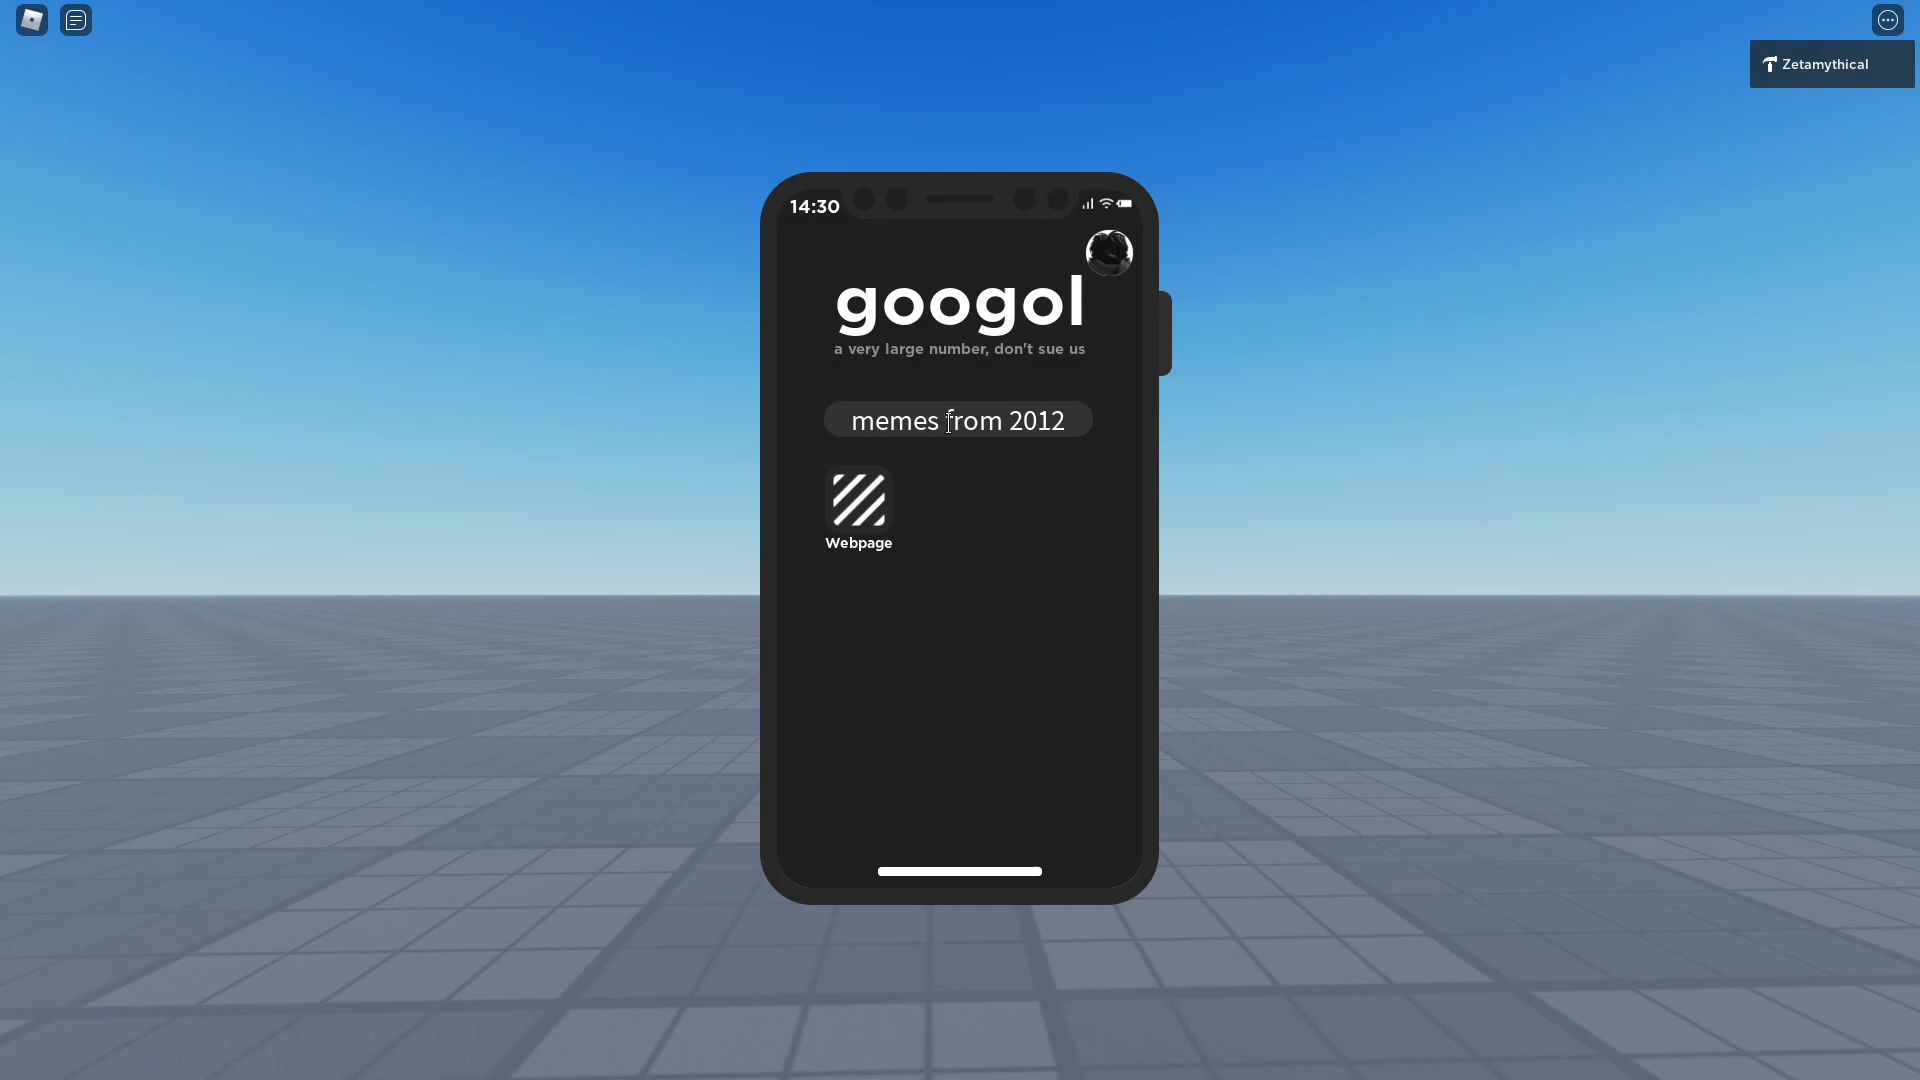 Zetamythical
14:30
googol
a very large number, don't sue us
memes from 2012
Webpage